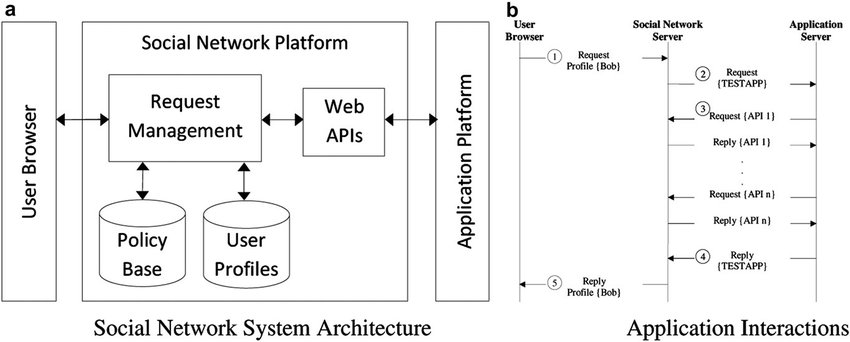 a
User Browser
Social Network Platform
Request
Management
Web
APIs
Policy
Base
User
Profiles
Application Platform
Social Network System Architecture
b
User
Browser
Social Network
Server
Application
Server
1 Request
Profile {Bob}
2 Request
{TESTAPP}
3
Request {API 1}
Reply {API 1}
.
.
.
Request {API n}
Reply {API n}
4 Reply
{TESTAPP}
5 Reply
Profile {Bob}
Application Interactions